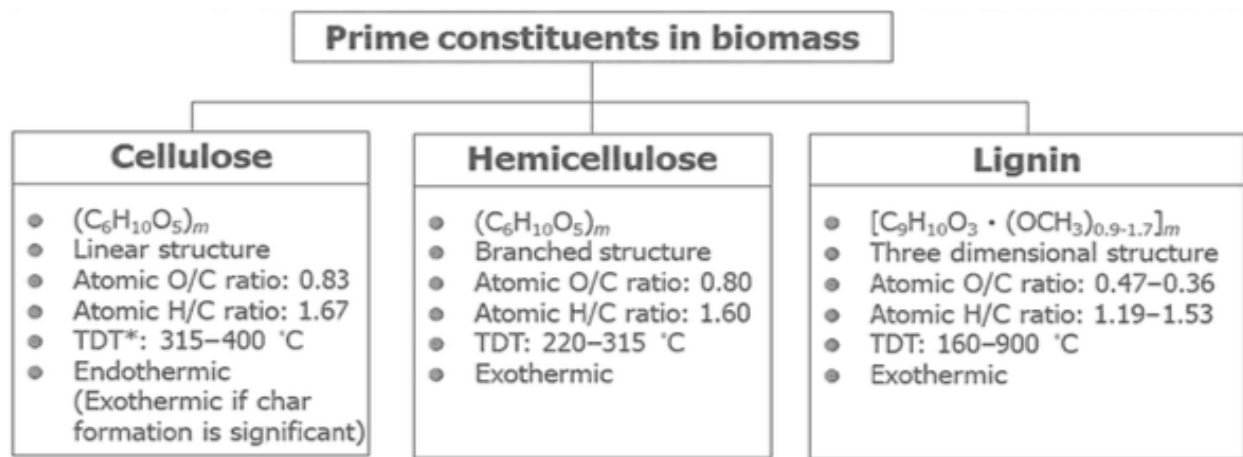 Prime constituents in biomass
Cellulose
(C₆H₁₀O₅)ₘ
Linear structure
Atomic O/C ratio: 0.83
Atomic H/C ratio: 1.67
TDT*: 315–400 °C
Endothermic
(Exothermic if char
formation is significant)
Hemicellulose
(C₆H₁₀O₅)ₘ
Branched structure
Atomic O/C ratio: 0.80
Atomic H/C ratio: 1.60
TDT: 220–315 °C
Exothermic
Lignin
[C₉H₁₀O₃ · (OCH₃)₀.₉₋₁.₇]ₘ
Three dimensional structure
Atomic O/C ratio: 0.47–0.36
Atomic H/C ratio: 1.19–1.53
TDT: 160–900 °C
Exothermic